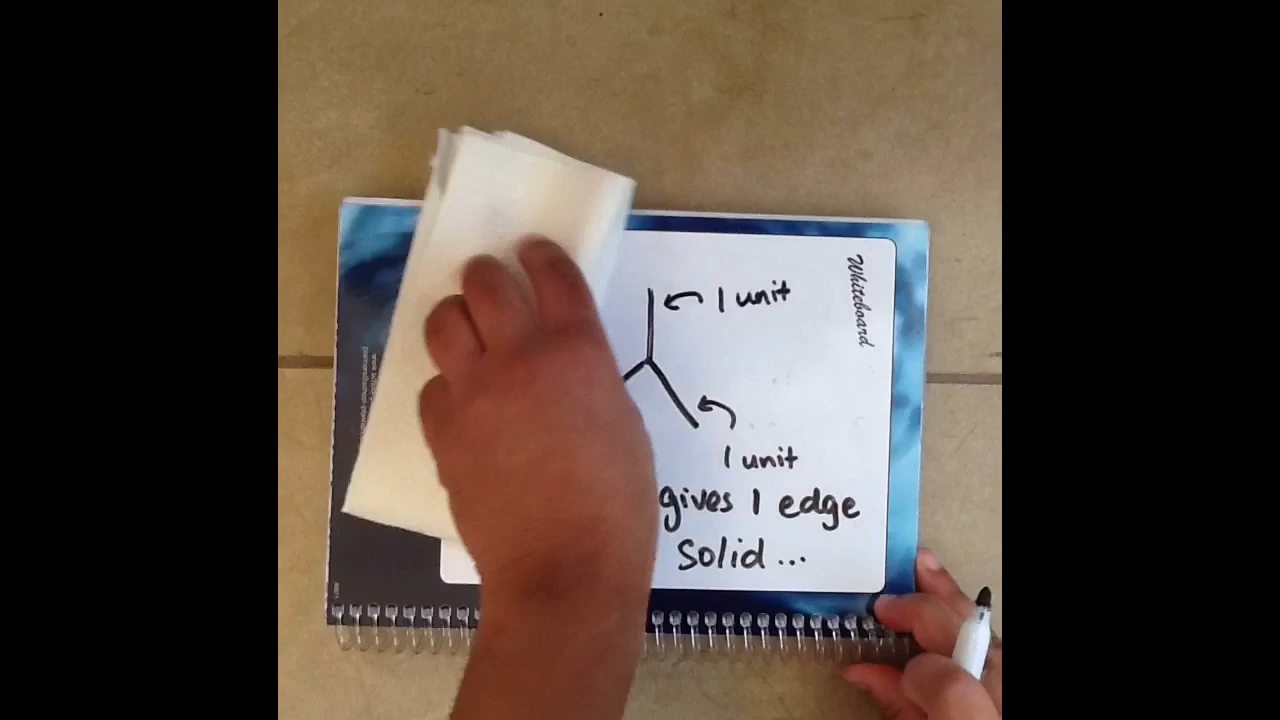 Whiteboard
1 unit
1 unit
gives 1 edge
solid ...